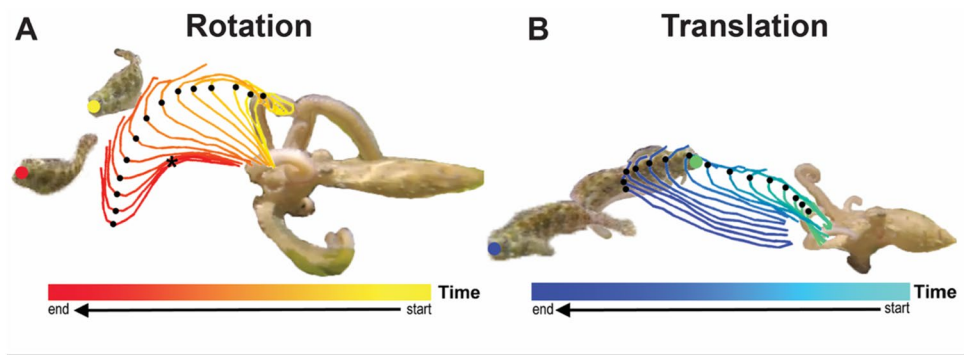 A
Rotation
B
Translation
*
Time
end
start
Time
end
start